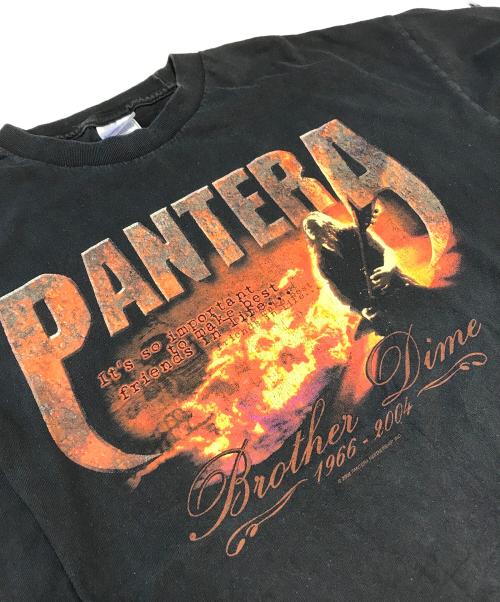 PANTERA
It's so important
to make best
friends in life...
Brother Dime
1966 - 2004